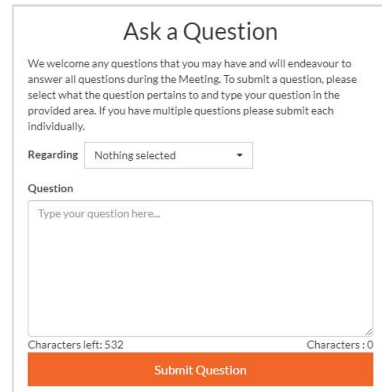 Ask a Question
We welcome any questions that you may have and will endeavour to
answer all questions during the Meeting. To submit a question, please
select what the question pertains to and type your question in the
provided area. If you have multiple questions please submit each
individually.
Regarding Nothing selected
Question
Type your question here...
Characters left: 532 Characters : 0
Submit Question